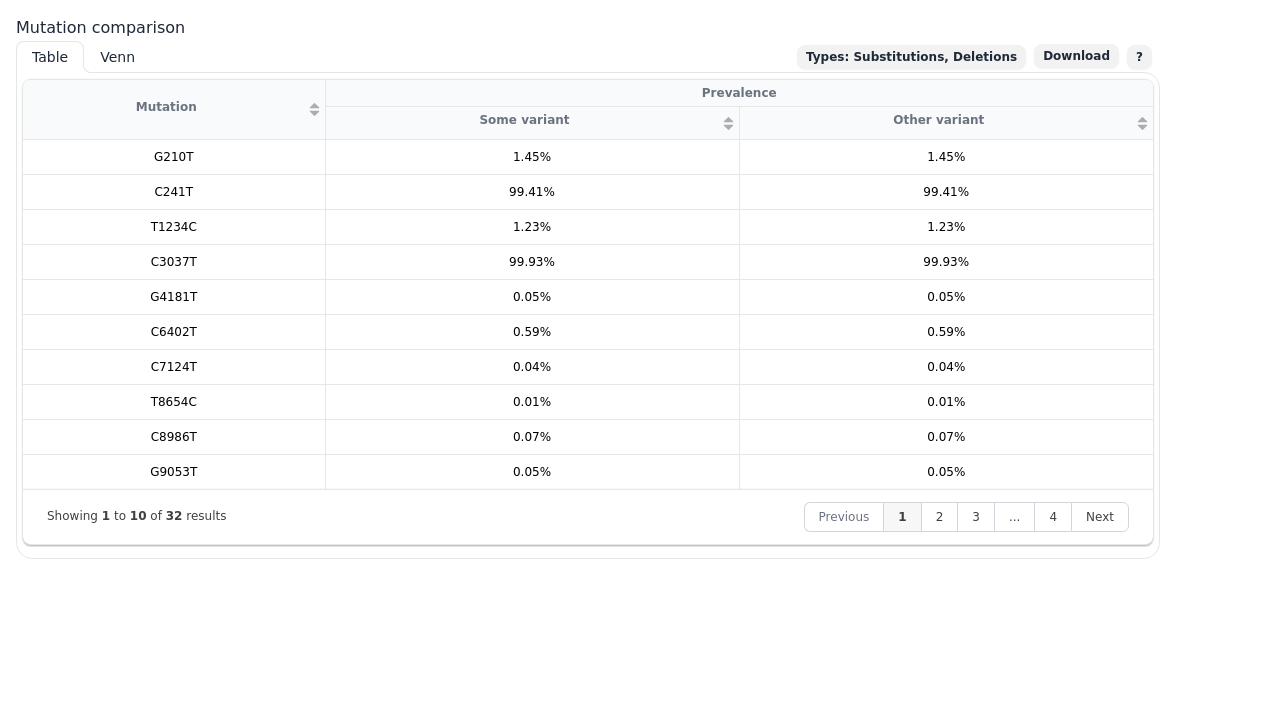 Mutation comparison
Table Venn Types: Substitutions, Deletions Download ?
Mutation Prevalence
Some variant Other variant
G210T 1.45% 1.45%
C241T 99.41% 99.41%
T1234C 1.23% 1.23%
C3037T 99.93% 99.93%
G4181T 0.05% 0.05%
C6402T 0.59% 0.59%
C7124T 0.04% 0.04%
T8654C 0.01% 0.01%
C8986T 0.07% 0.07%
G9053T 0.05% 0.05%
Showing 1 to 10 of 32 results Previous 1 2 3 ... 4 Next